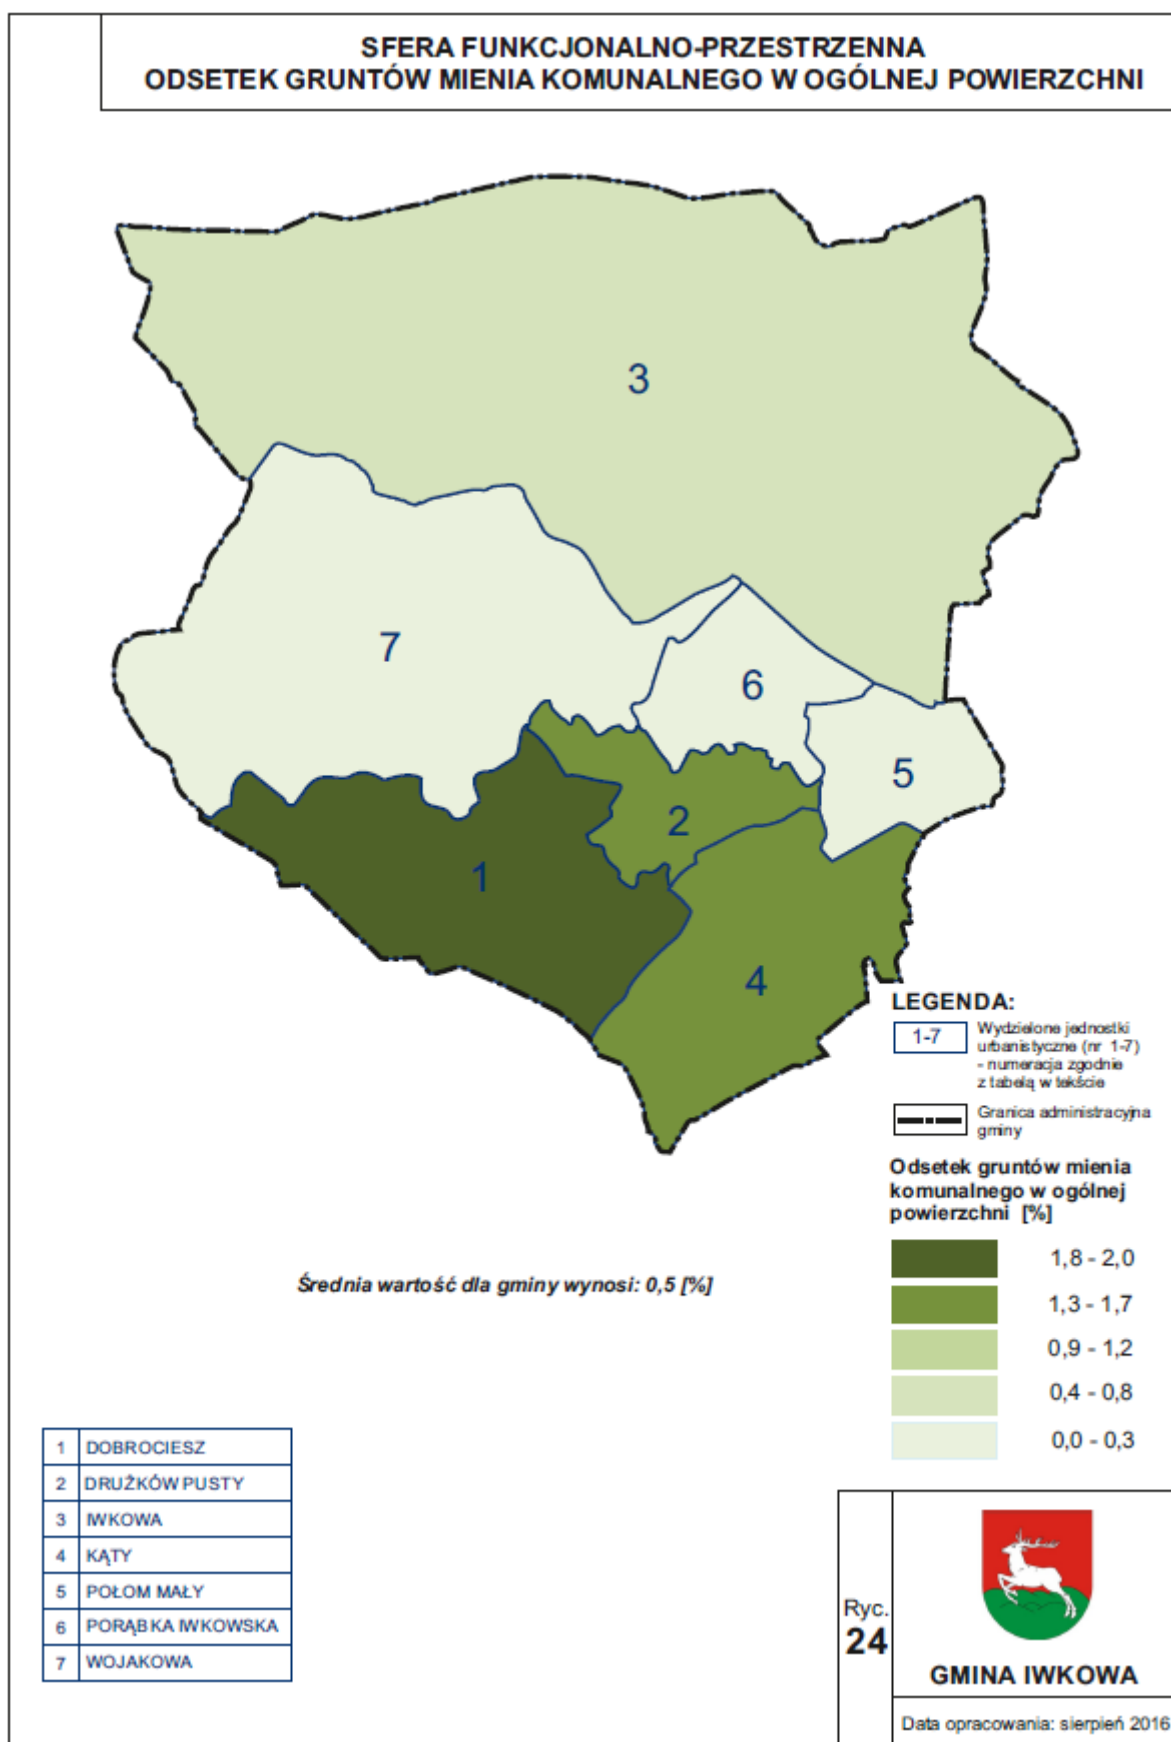 SFERA FUNKCJONALNO-PRZESTRZENNA
ODSETEK GRUNTÓW MIENIA KOMUNALNEGO W OGÓLNEJ POWIERZCHNI
3
7
6
5
2
1
4
LEGENDA:
1-7
Wydzielone jednostki
urbanistyczne (nr 1-7)
- numeracja zgodnie
z tabelą w tekście
Granica administracyjna
gminy
Odsetek gruntów mienia
komunalnego w ogólnej
powierzchni [%]
1,8 - 2,0
1,3 - 1,7
0,9 - 1,2
0,4 - 0,8
0,0 - 0,3
Średnia wartość dla gminy wynosi: 0,5 [%]
1 DOBROCIESZ
2 DRUŻKÓW PUSTY
3 IWKOWA
4 KĄTY
5 POŁOM MAŁY
6 PORĄBKA IWKOWSKA
7 WOJAKOWA
Ryc.
24
GMINA IWKOWA
Data opracowania: sierpień 2016